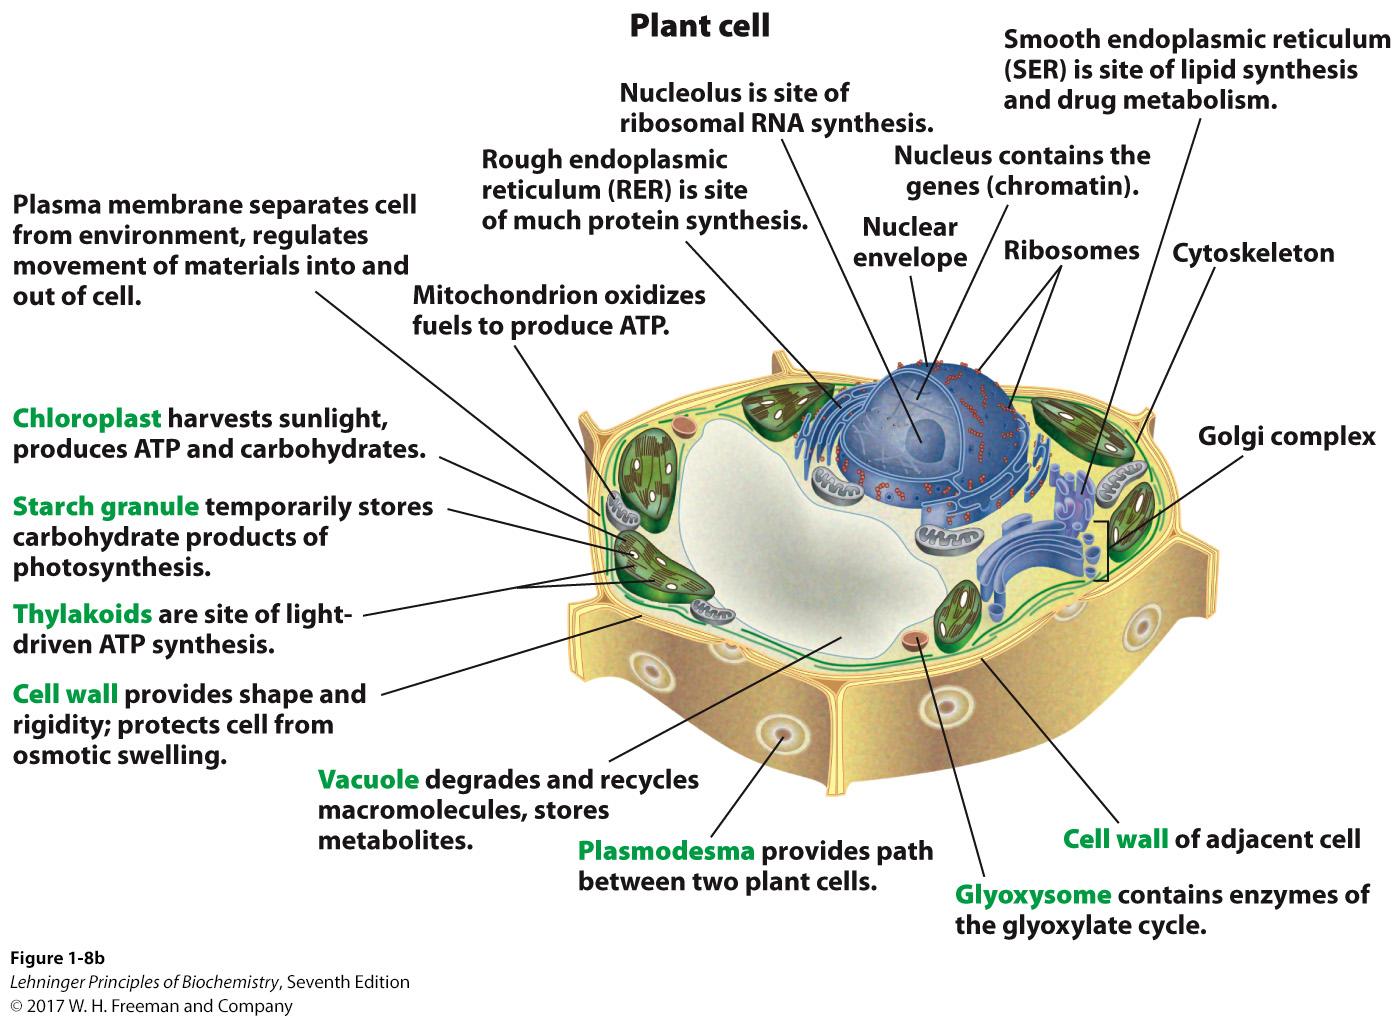 Plant cell
Smooth endoplasmic reticulum
(SER) is site of lipid synthesis
and drug metabolism.
Nucleolus is site of
ribosomal RNA synthesis.
Rough endoplasmic
reticulum (RER) is site
of much protein synthesis.
Nucleus contains the
genes (chromatin).
Nuclear
envelope
Ribosomes
Cytoskeleton
Plasma membrane separates cell
from environment, regulates
movement of materials into and
out of cell.
Mitochondrion oxidizes
fuels to produce ATP.
Chloroplast harvests sunlight,
produces ATP and carbohydrates.
Golgi complex
Starch granule temporarily stores
carbohydrate products of
photosynthesis.
Thylakoids are site of light-
driven ATP synthesis.
Cell wall provides shape and
rigidity; protects cell from
osmotic swelling.
Vacuole degrades and recycles
macromolecules, stores
metabolites.
Plasmodesma provides path
between two plant cells.
Cell wall of adjacent cell
Glyoxysome contains enzymes of
the glyoxylate cycle.
Figure 1-8b
Lehninger Principles of Biochemistry, Seventh Edition
© 2017 W. H. Freeman and Company